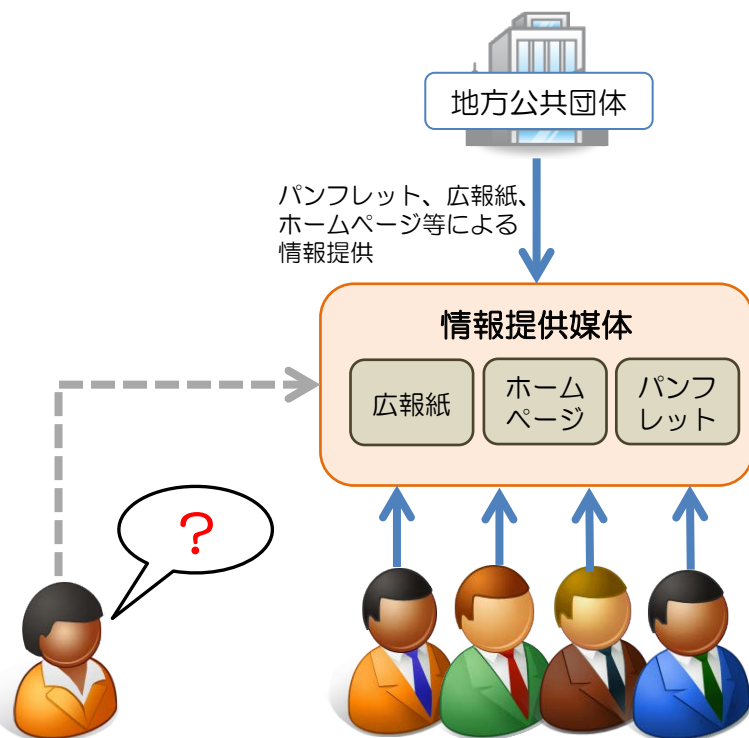 地方公共団体
パンフレット、広報紙、
ホームページ等による
情報提供
情報提供媒体
広報紙
ホーム
ページ
パンフ
レット
?